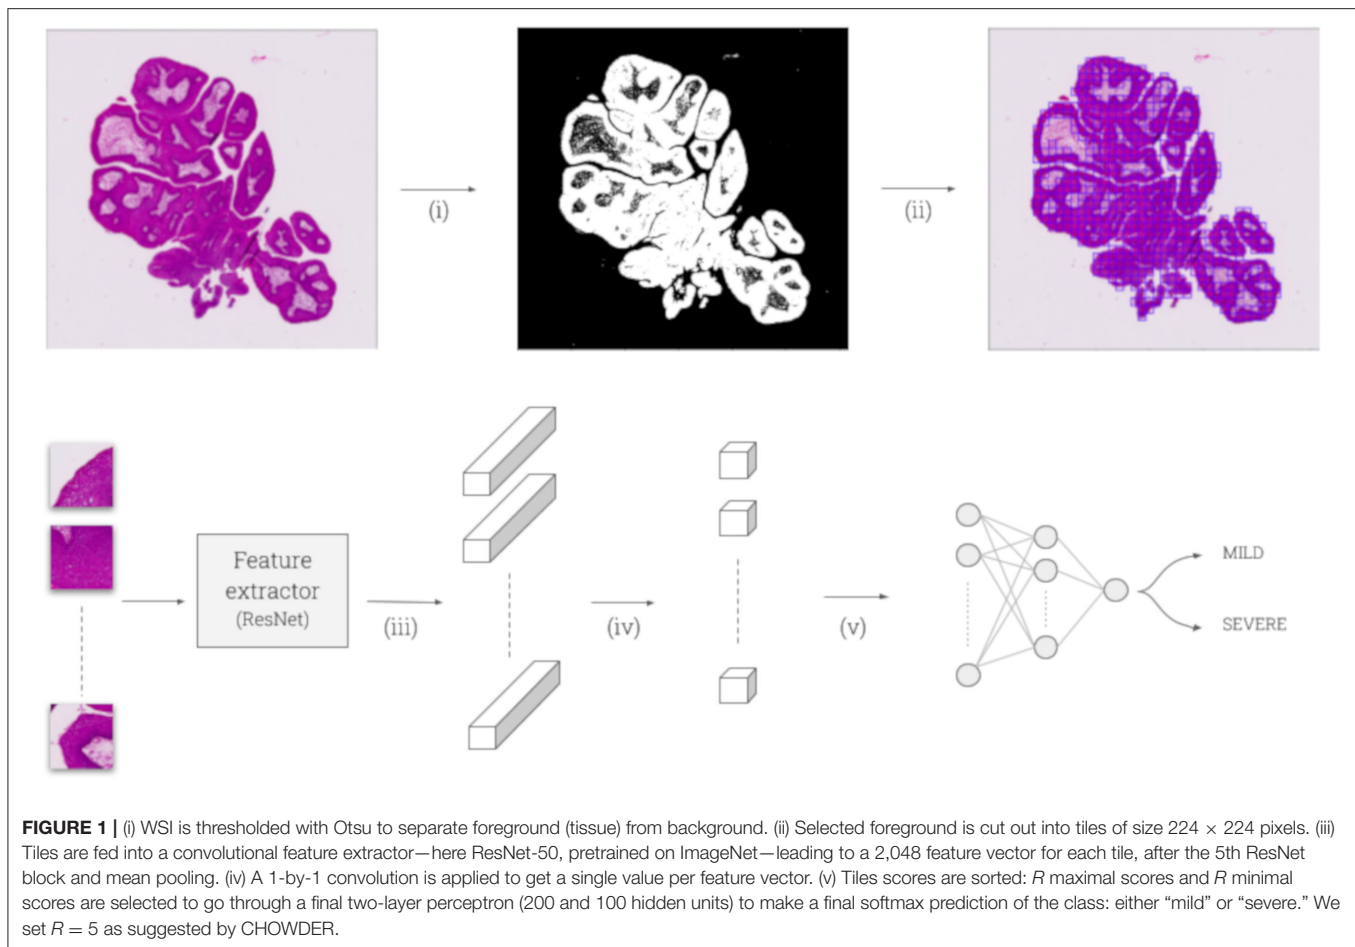 (i)
(ii)
Feature
extractor
(ResNet)
(iii)
(iv)
(v)
MILD
SEVERE
FIGURE 1 | (i) WSI is thresholded with Otsu to separate foreground (tissue) from background. (ii) Selected foreground is cut out into tiles of size 224 × 224 pixels. (iii)
Tiles are fed into a convolutional feature extractor—here ResNet-50, pretrained on ImageNet—leading to a 2,048 feature vector for each tile, after the 5th ResNet
block and mean pooling. (iv) A 1-by-1 convolution is applied to get a single value per feature vector. (v) Tiles scores are sorted: R maximal scores and R minimal
scores are selected to go through a final two-layer perceptron (200 and 100 hidden units) to make a final softmax prediction of the class: either “mild” or “severe.” We
set R = 5 as suggested by CHOWDER.